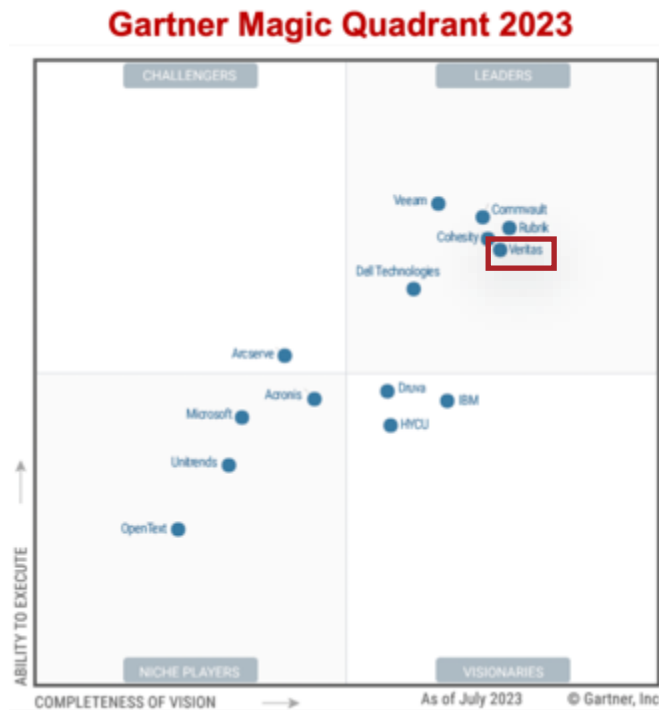 Gartner Magic Quadrant 2023
CHALLENGERS
LEADERS
Veeam
Commvault
Rubrik
Cohesity
Veritas
Dell Technologies
Arcserve
Acronis
Druva
IBM
Microsoft
HYCU
Unitrends
OpenText
ABILITY TO EXECUTE
NICHE PLAYERS
VISIONARIES
COMPLETENESS OF VISION
As of July 2023
© Gartner, Inc